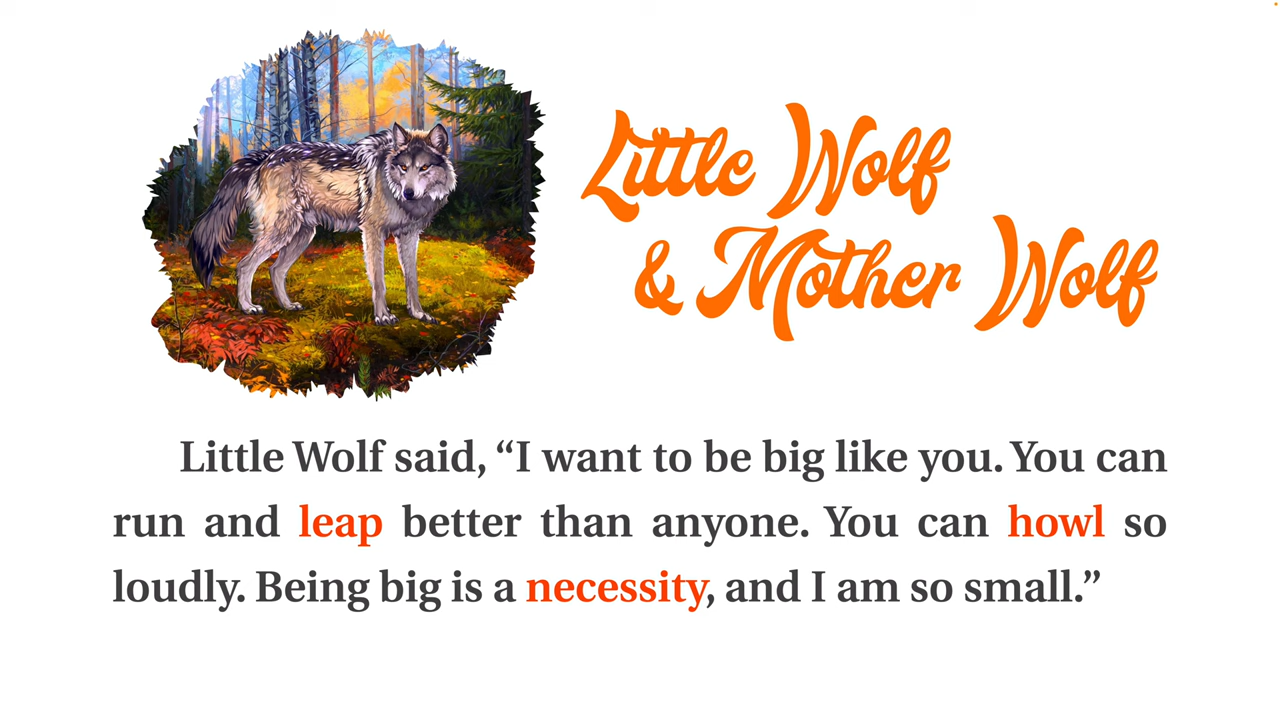 Little Wolf
& Mother Wolf
Little Wolf said, “I want to be big like you. You can
run and leap better than anyone. You can howl so
loudly. Being big is a necessity, and I am so small.”